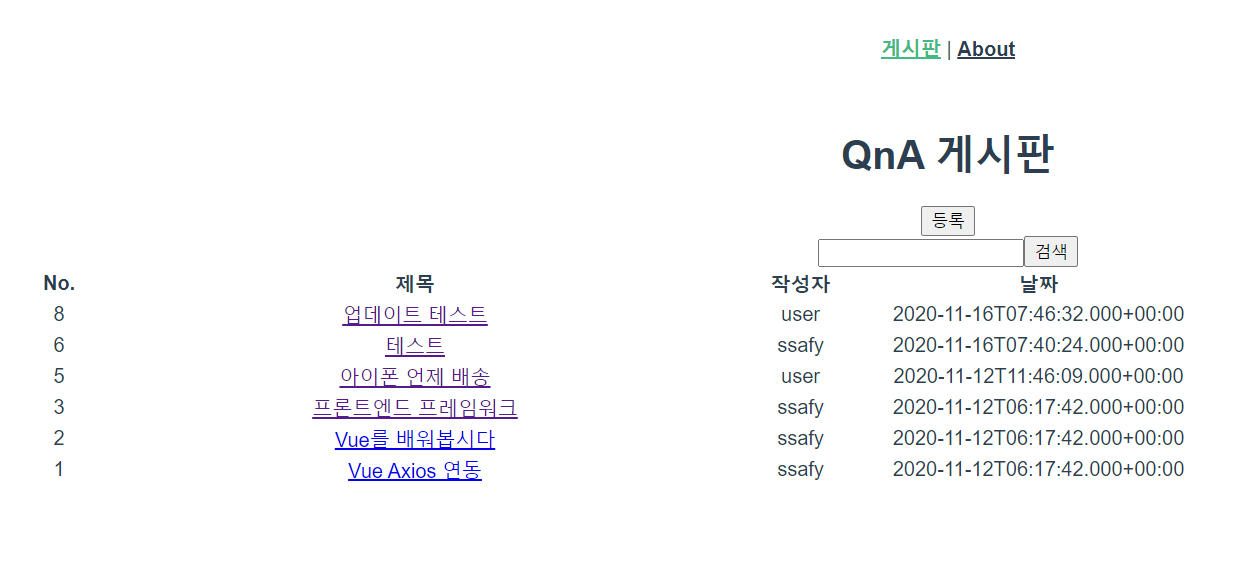 게시판 | About
QnA 게시판
등록
검색
No. 제목 작성자 날짜
8 업데이트 테스트 user 2020-11-16T07:46:32.000+00:00
6 테스트 ssafy 2020-11-16T07:40:24.000+00:00
5 아이폰 언제 배송 user 2020-11-12T11:46:09.000+00:00
3 프론트엔드 프레임워크 ssafy 2020-11-12T06:17:42.000+00:00
2 Vue를 배워봅시다 ssafy 2020-11-12T06:17:42.000+00:00
1 Vue Axios 연동 ssafy 2020-11-12T06:17:42.000+00:00